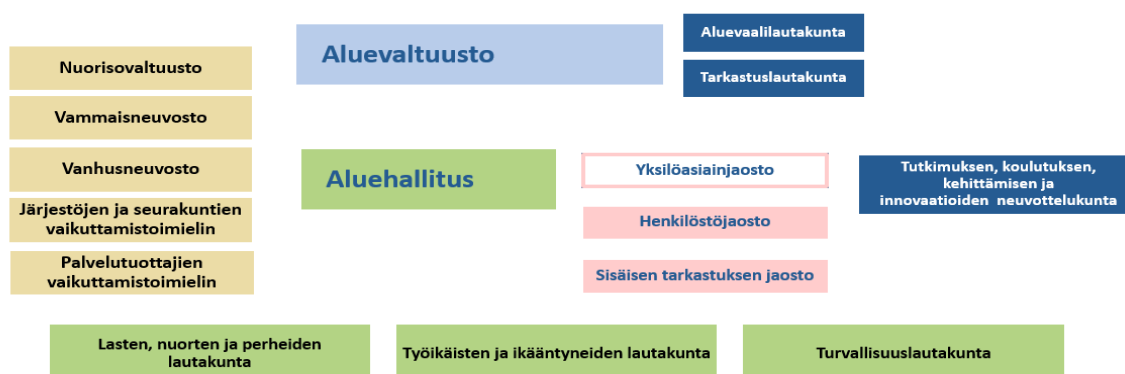 Aluevaltuusto
Aluevaalilautakunta
Tarkastuslautakunta
Nuorisovaltuusto
Vammaisneuvosto
Vanhusneuvosto
Järjestöjen ja seurakuntien
vaikuttamistoimielin
Palvelutuottajien
vaikuttamistoimielin
Aluehallitus
Yksilöasiainjaosto
Henkilöstöjaosto
Sisäisen tarkastuksen jaosto
Tutkimuksen, koulutuksen,
kehittämisen ja
innovaatioiden neuvottelukunta
Lasten, nuorten ja perheiden
lautakunta
Työikäisten ja ikääntyneiden lautakunta
Turvallisuuslautakunta